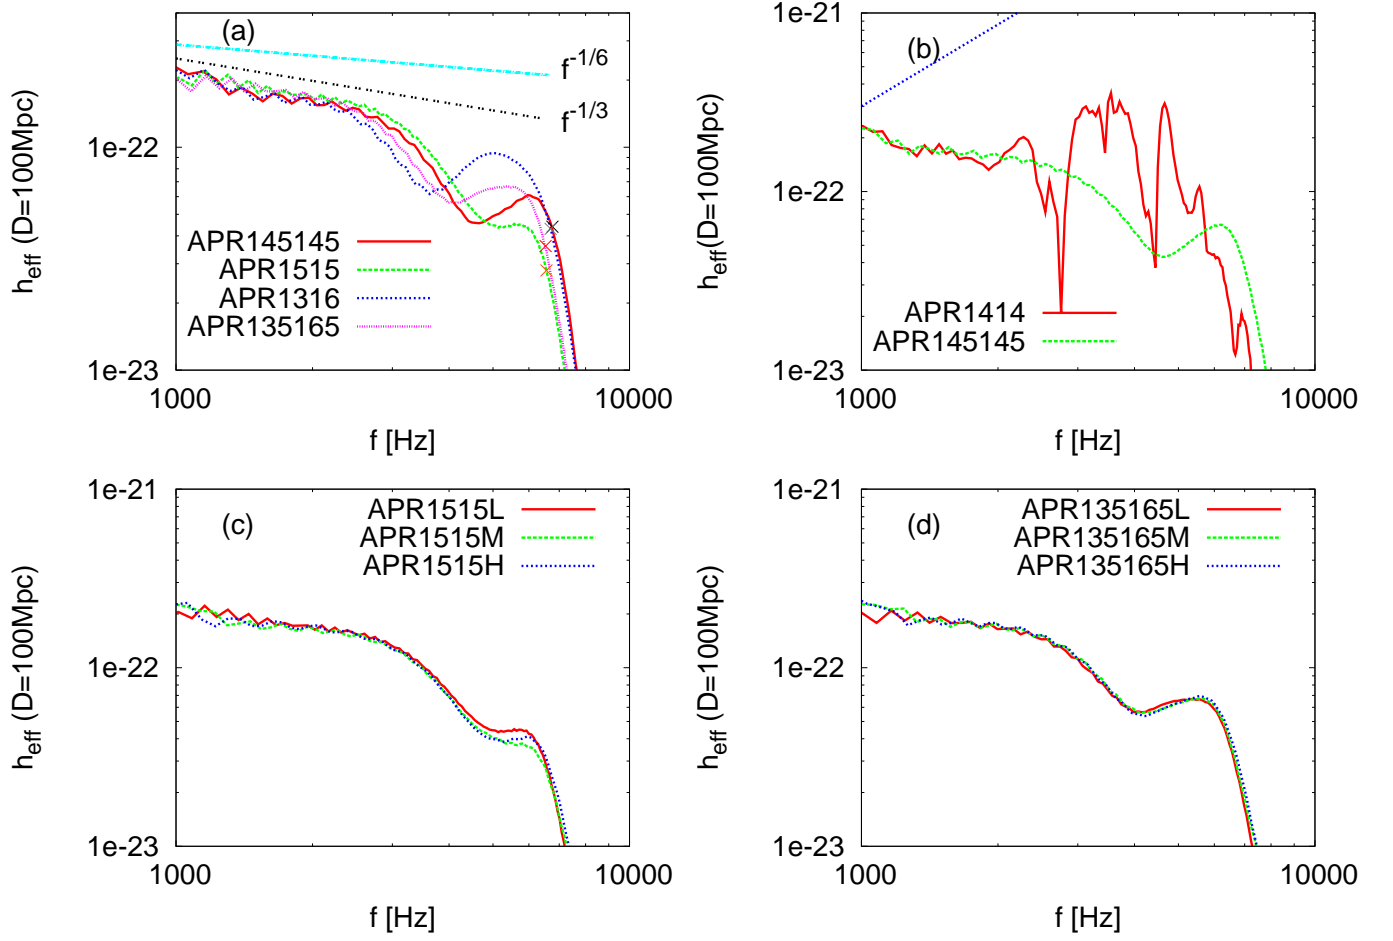 (a)
f^-1/6
f^-1/3
h_eff (D=100Mpc)
1e-22
1e-23
APR145145
APR1515
APR1316
APR135165
1000
10000
f [Hz]
(b)
h_eff(D=100Mpc)
1e-21
1e-22
1e-23
APR1414
APR145145
1000
10000
f [Hz]
(c)
h_eff (D=100Mpc)
1e-21
1e-22
1e-23
APR1515L
APR1515M
APR1515H
1000
10000
f [Hz]
(d)
h_eff (D=100Mpc)
1e-21
1e-22
1e-23
APR135165L
APR135165M
APR135165H
1000
10000
f [Hz]